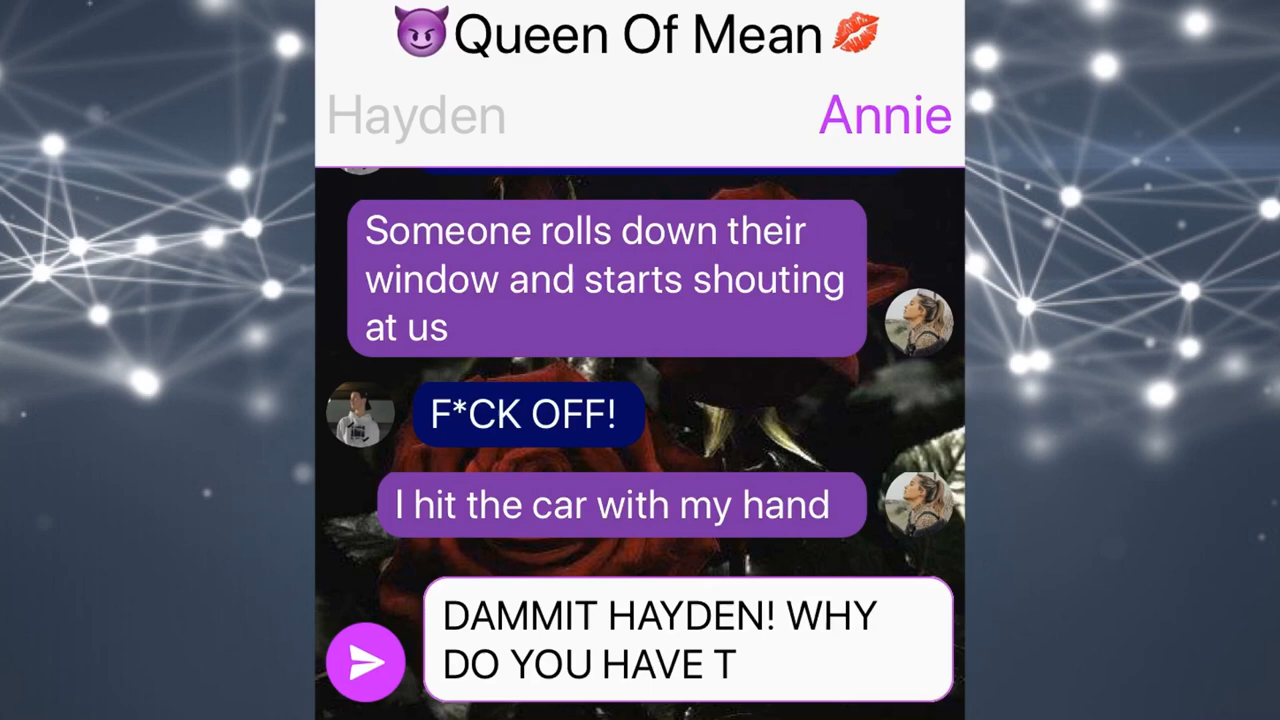 😈Queen Of Mean💋
Hayden Annie
Someone rolls down their
window and starts shouting
at us
F*CK OFF!
I hit the car with my hand
DAMMIT HAYDEN! WHY
DO YOU HAVE T